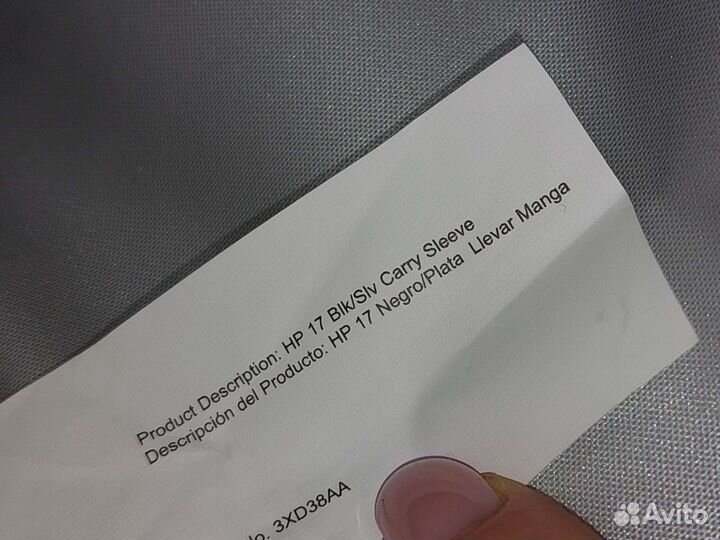 Product Description: HP 17 Blk/Slv Carry Sleeve
Descripción del Producto: HP 17 Negro/Plata Llevar Manga
3XD38AA
Avito